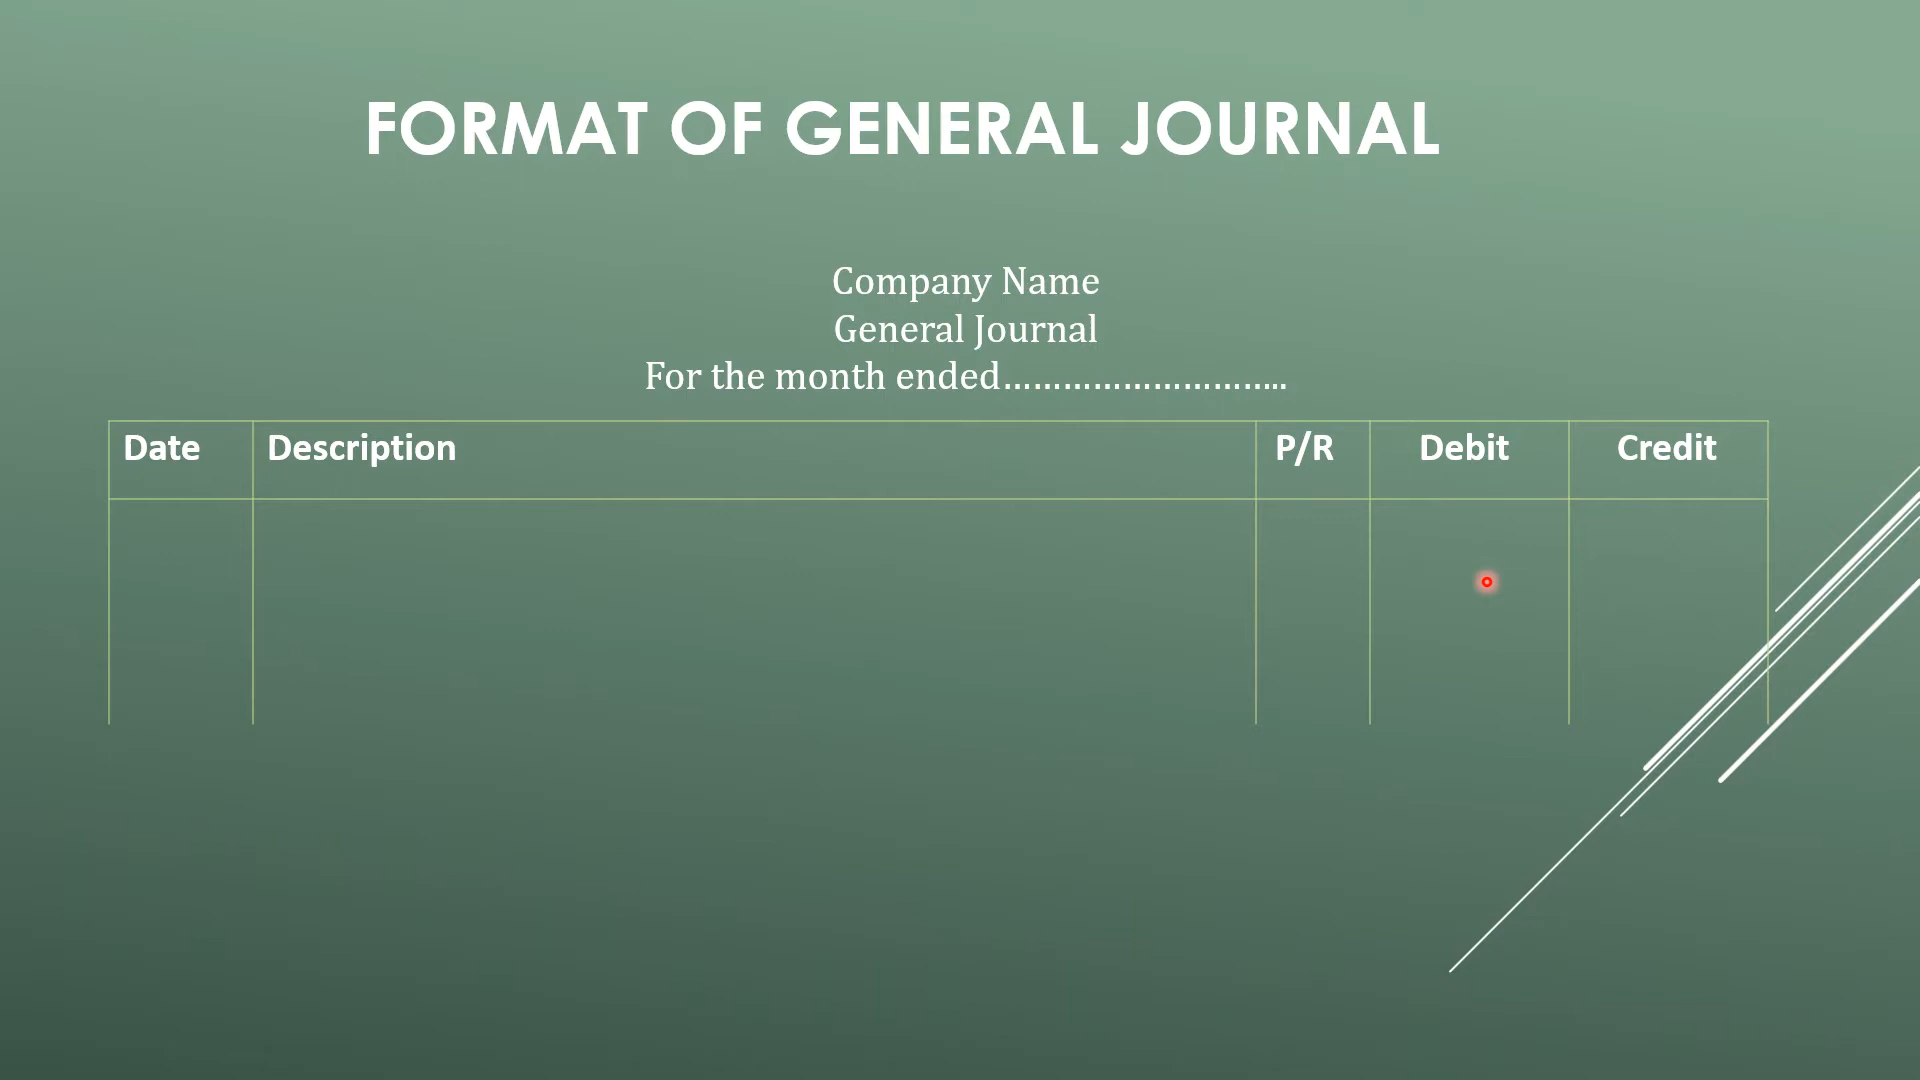 FORMAT OF GENERAL JOURNAL
Company Name
General Journal
For the month ended………………………..
Date Description P/R Debit Credit